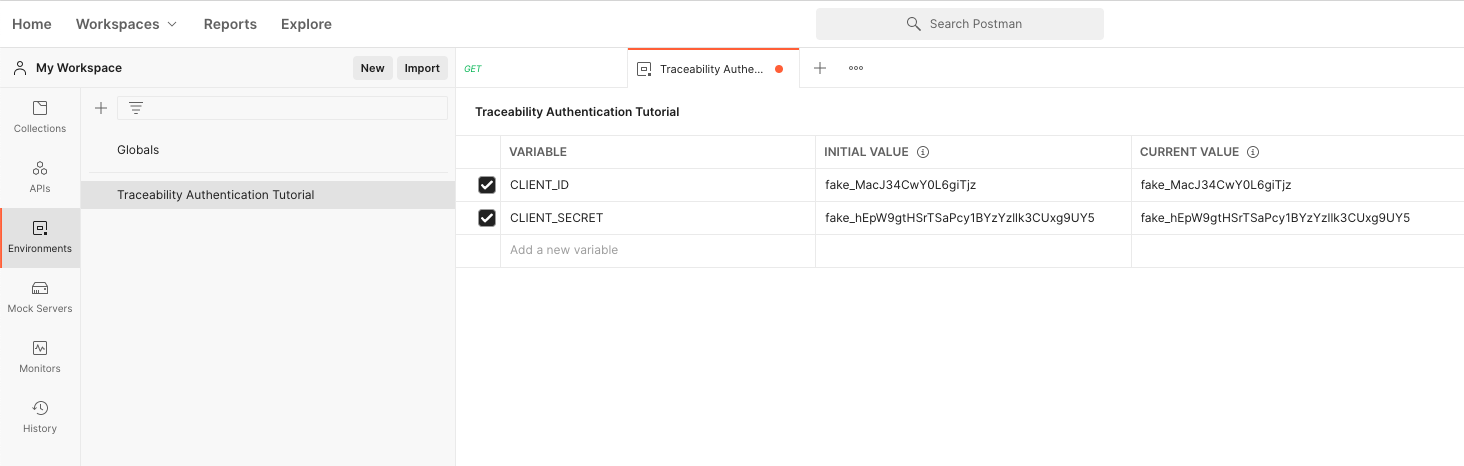 Home Workspaces Reports Explore Search Postman
My Workspace New Import GET Traceability Authe...
Collections
APIs
Environments
Mock Servers
Monitors
History
Globals
Traceability Authentication Tutorial
Traceability Authentication Tutorial
VARIABLE INITIAL VALUE CURRENT VALUE
CLIENT_ID fake_MacJ34CwY0L6giTjz fake_MacJ34CwY0L6giTjz
CLIENT_SECRET fake_hEpW9gtHSrTSaPcy1BYzYzllk3CUxg9UY5 fake_hEpW9gtHSrTSaPcy1BYzYzllk3CUxg9UY5
Add a new variable